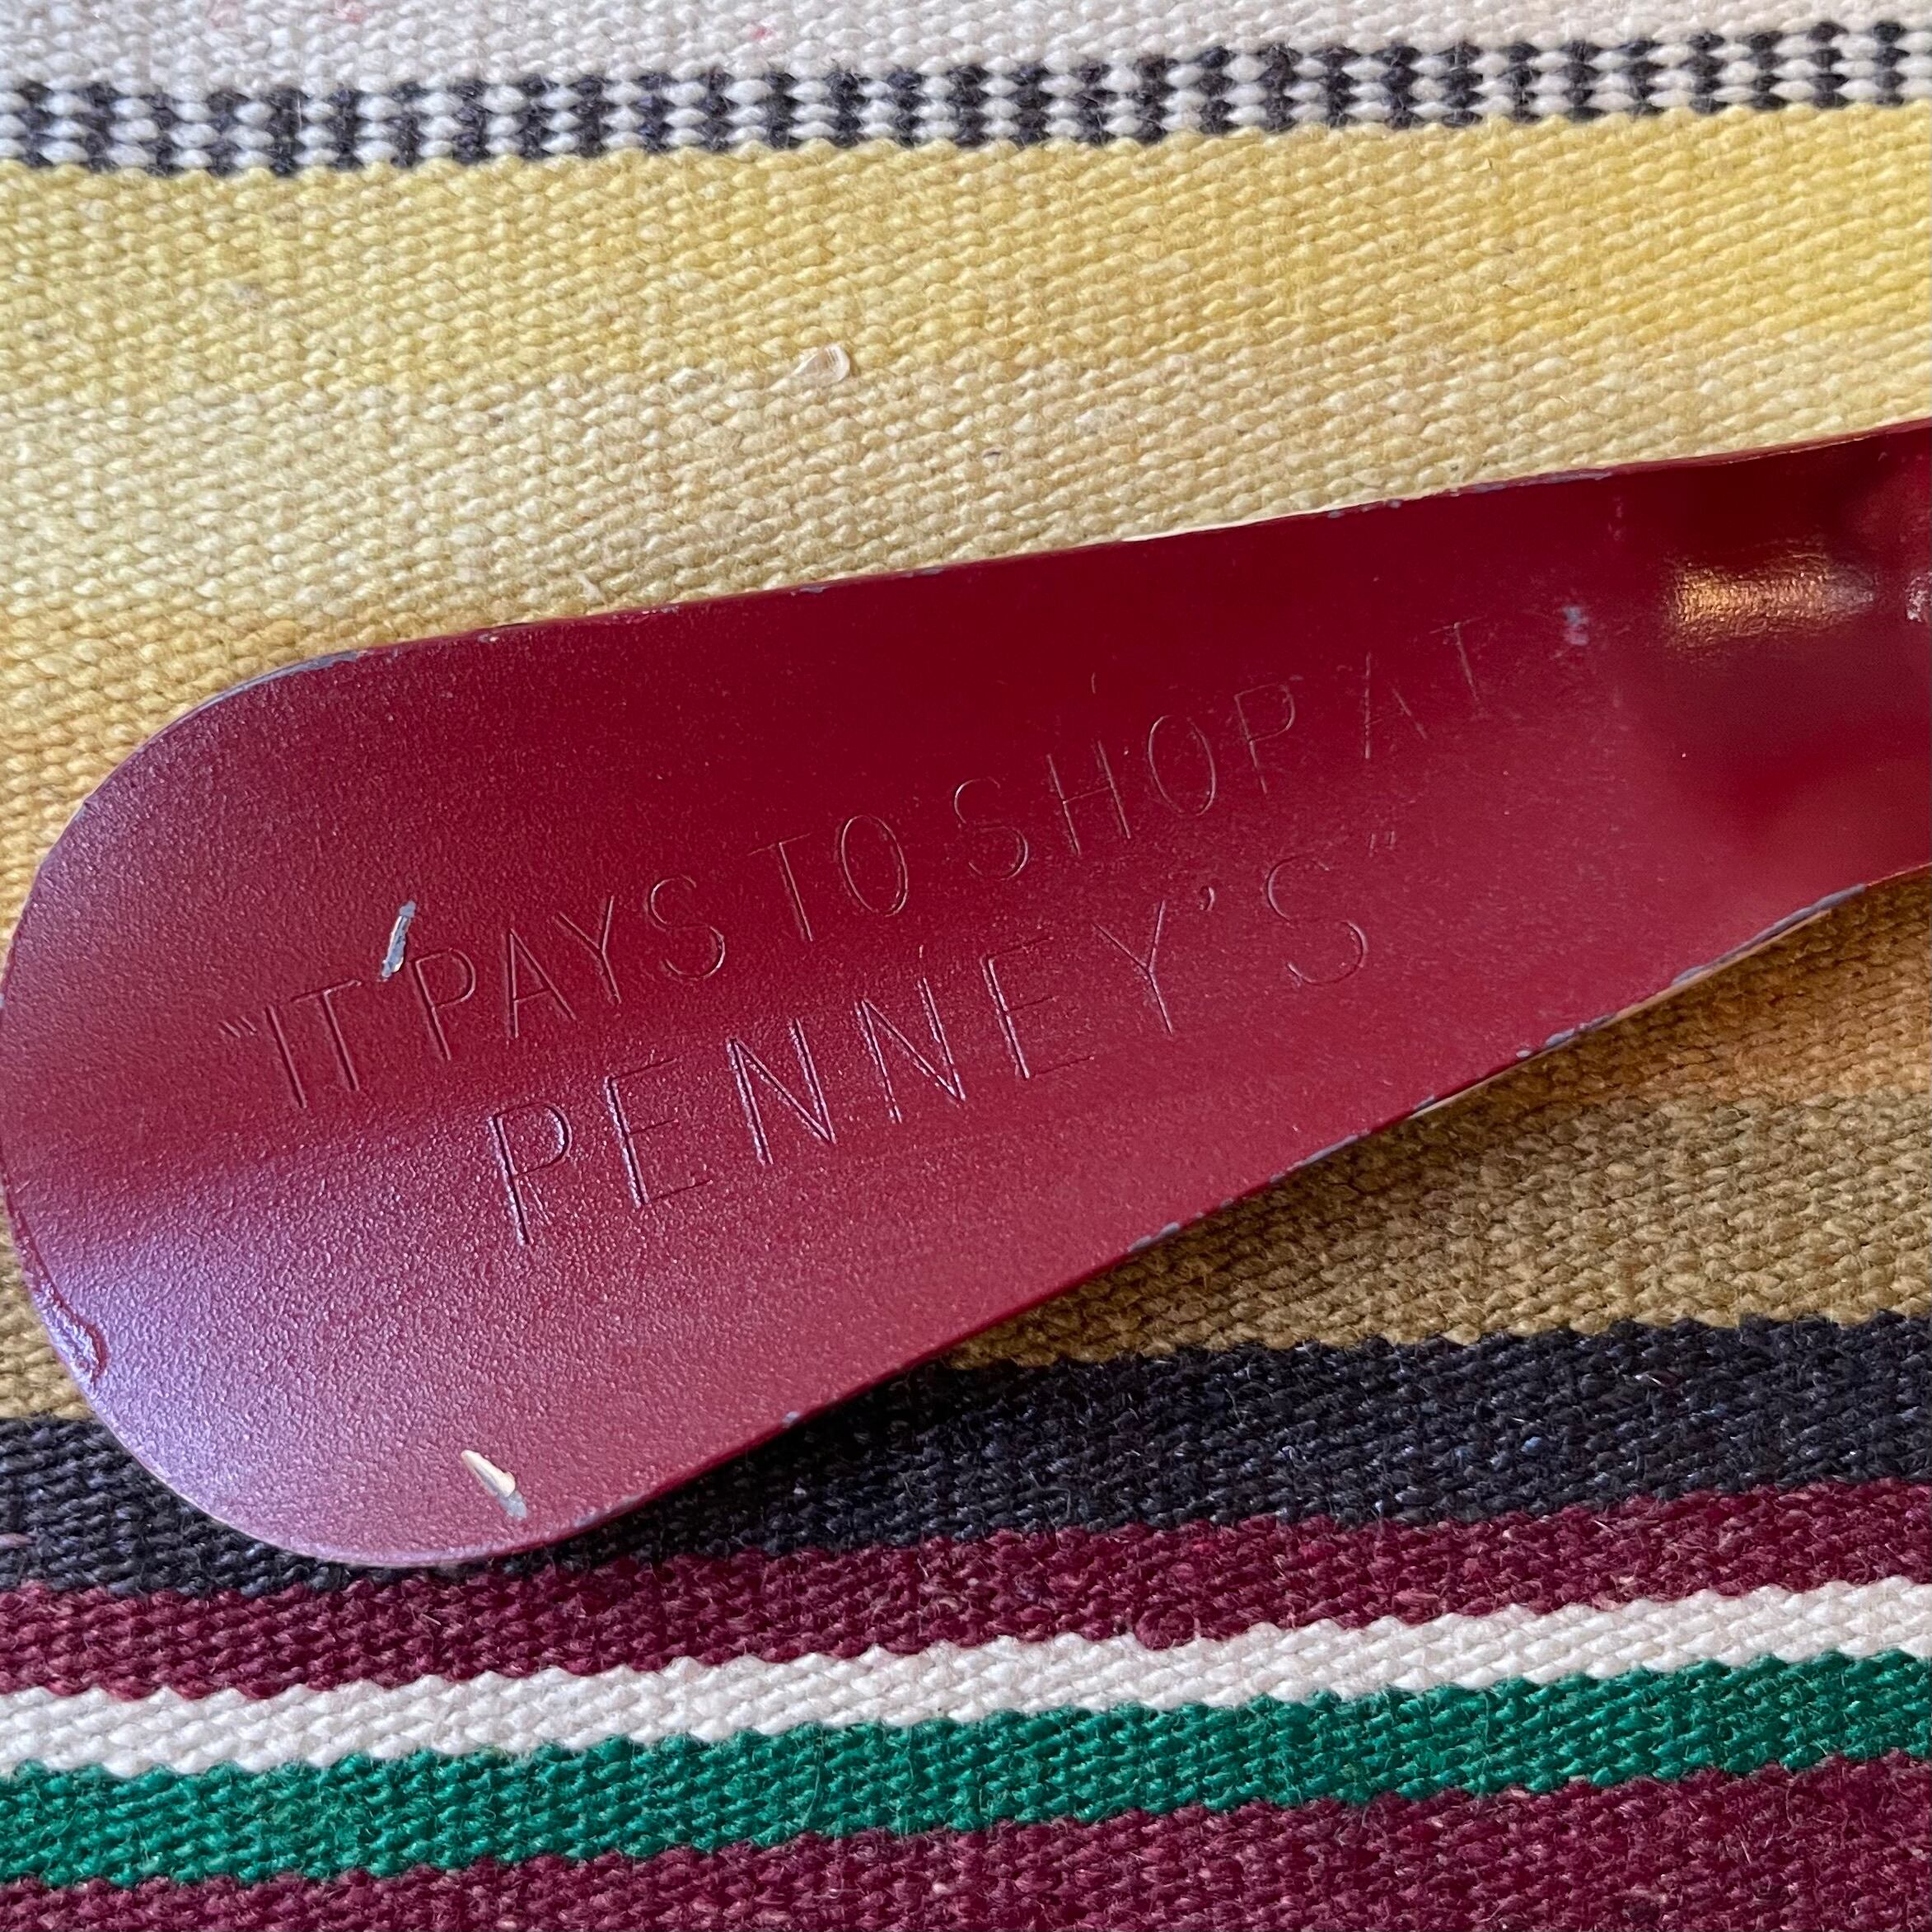 "IT PAYS TO SHOP AT
PENNEY'S"